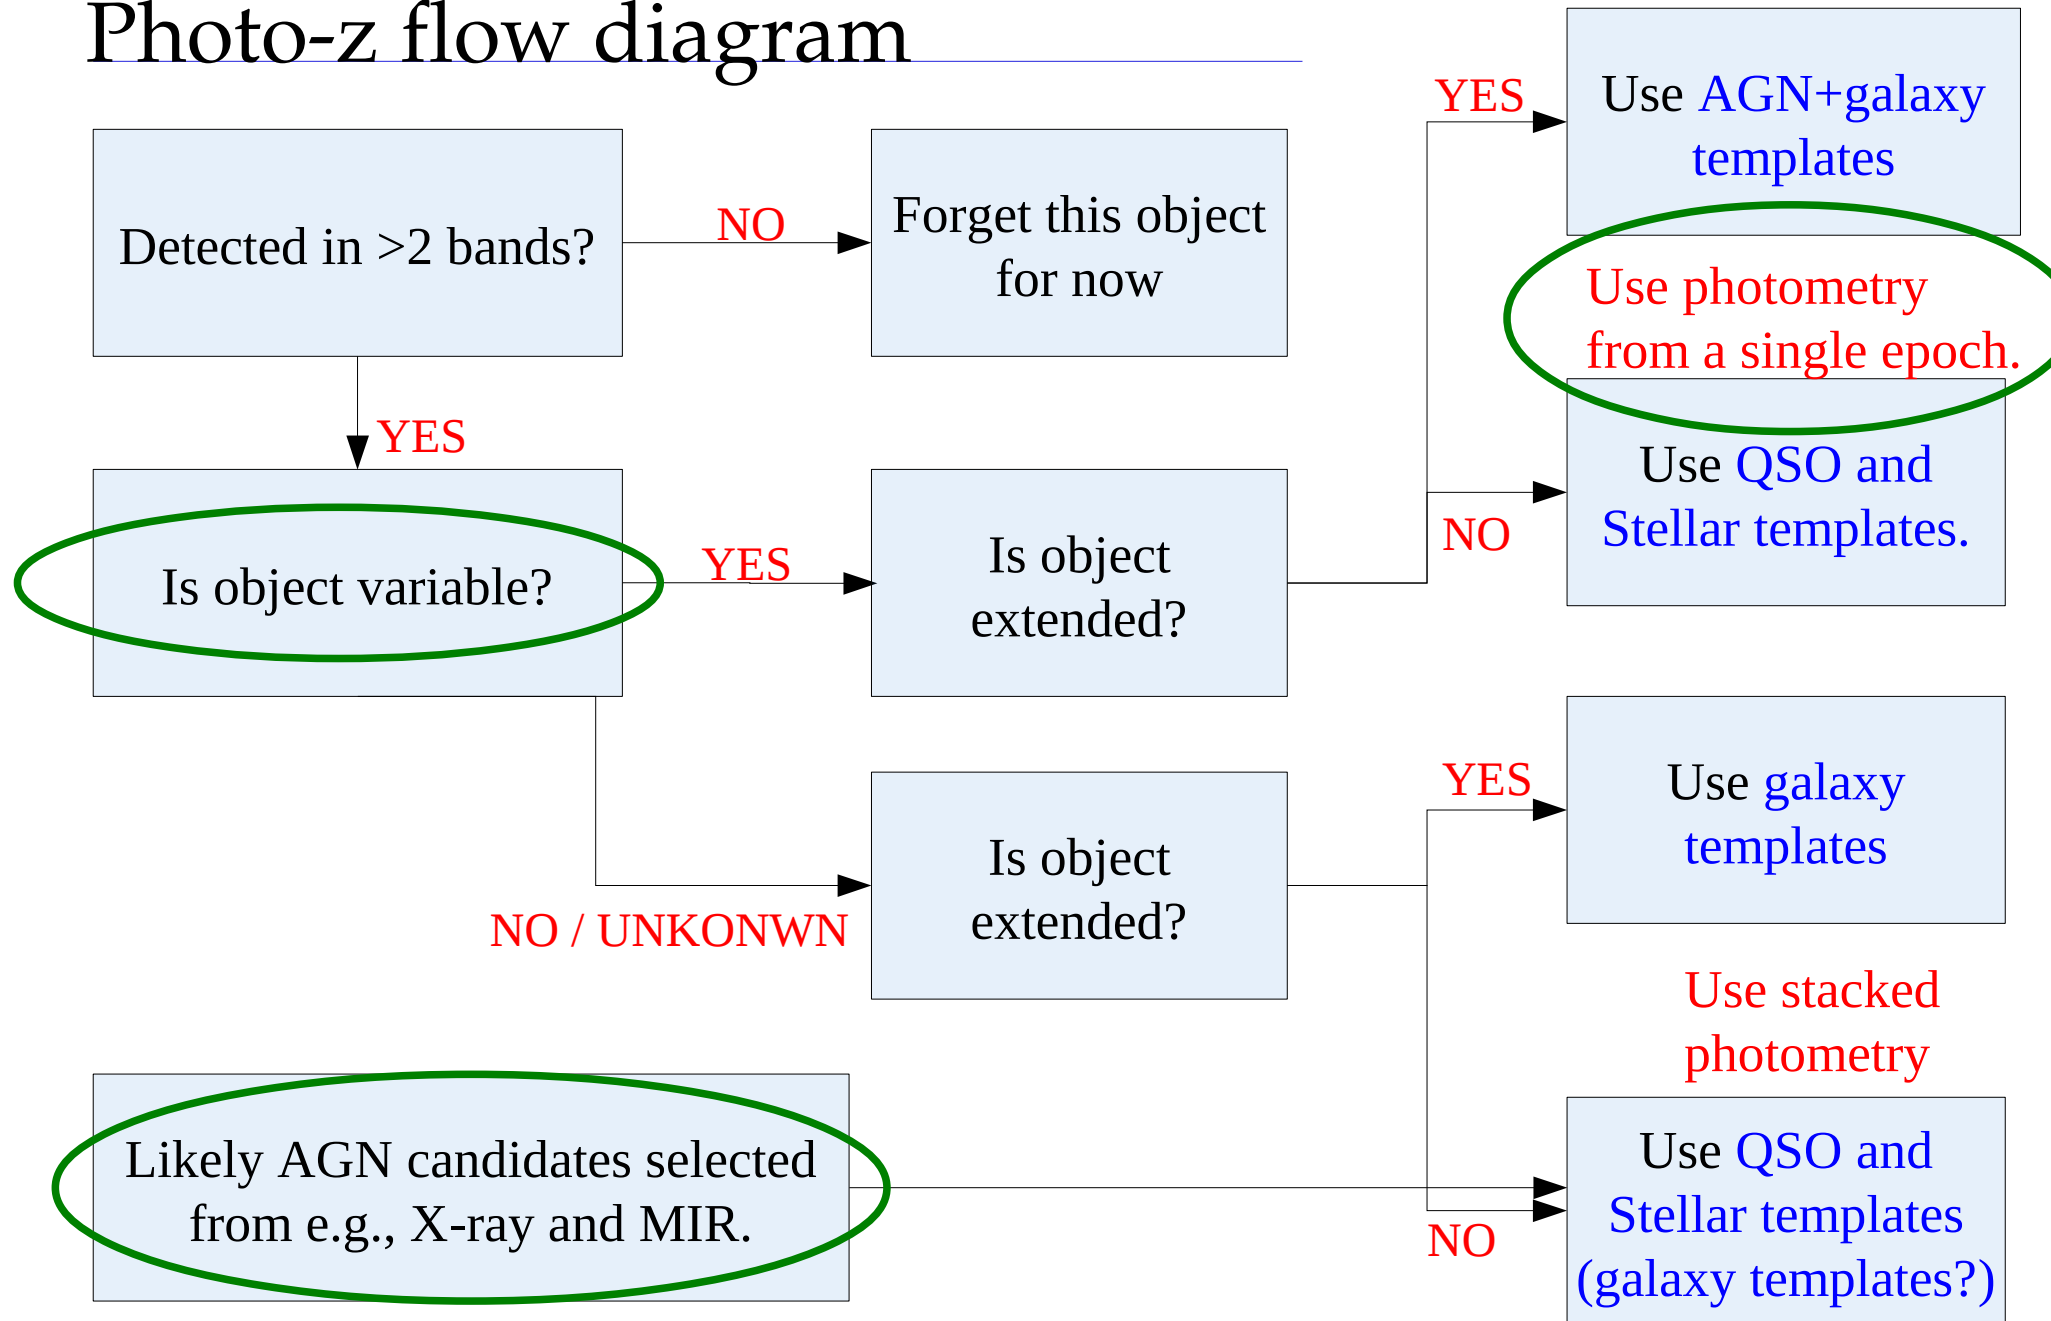 Photo-z flow diagram
Detected in >2 bands?
NO
Forget this object
for now
YES
Use AGN+galaxy
templates
Use photometry
from a single epoch.
YES
Is object variable?
YES
Is object
extended?
NO
Use QSO and
Stellar templates.
NO / UNKONWN
Is object
extended?
YES
Use galaxy
templates
Use stacked
photometry
Likely AGN candidates selected
from e.g., X-ray and MIR.
NO
Use QSO and
Stellar templates
(galaxy templates?)